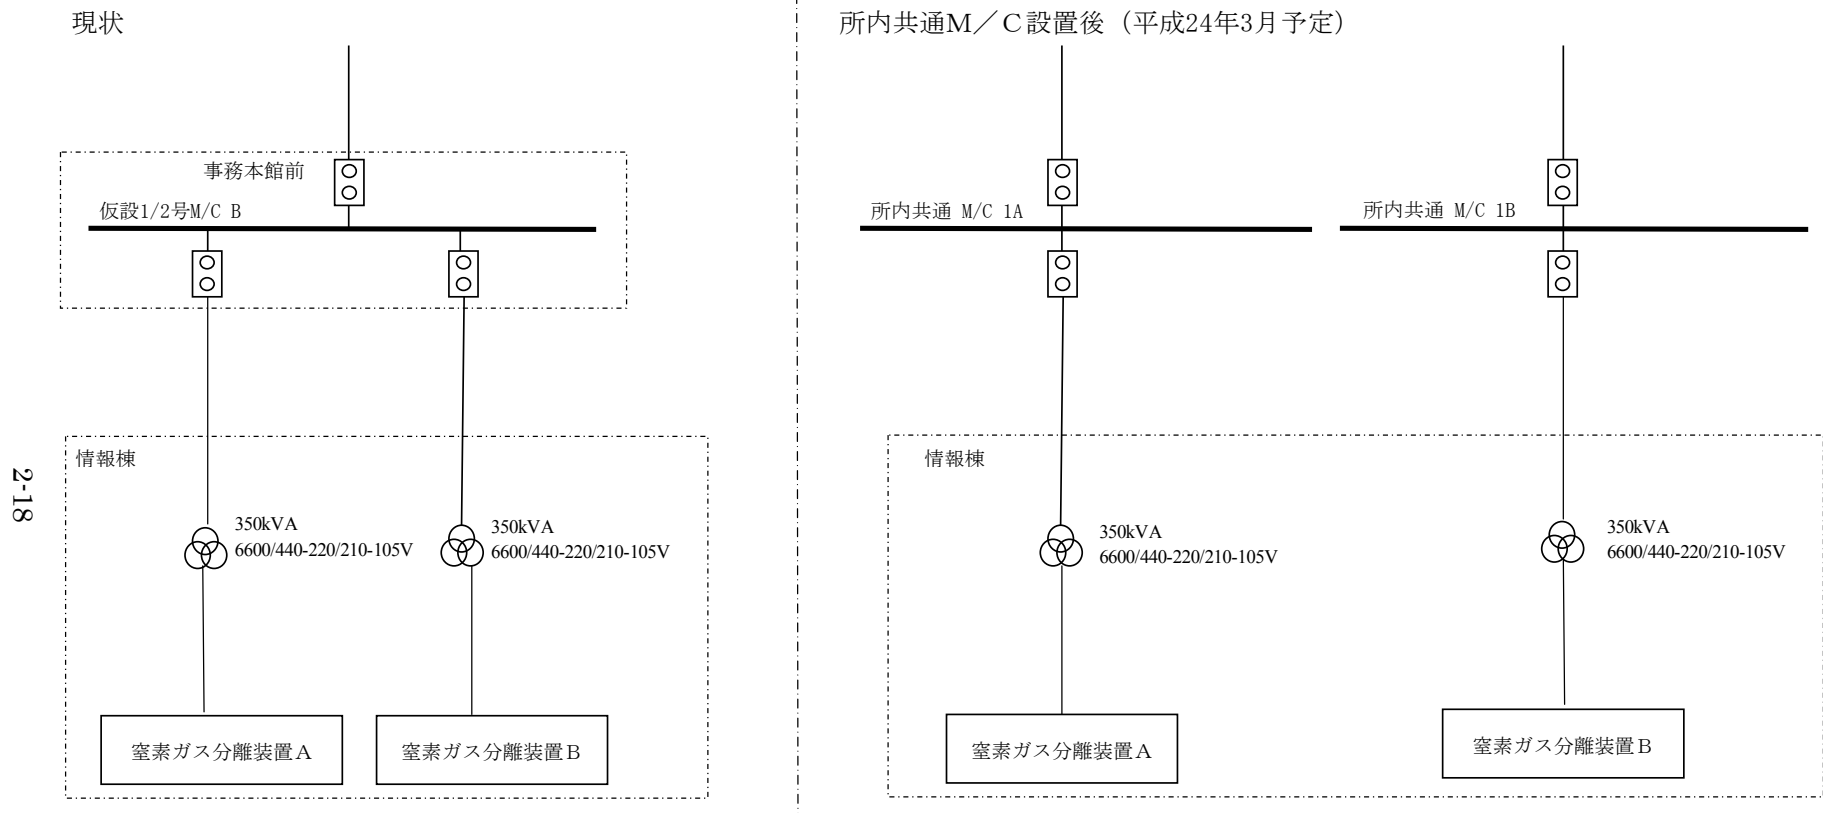 現状
事務本館前
仮設1/2号M/C B
情報棟
350kVA
6600/440-220/210-105V
350kVA
6600/440-220/210-105V
窒素ガス分離装置A
窒素ガス分離装置B
所内共通M／C設置後（平成24年3月予定）
所内共通 M/C 1A
所内共通 M/C 1B
情報棟
350kVA
6600/440-220/210-105V
350kVA
6600/440-220/210-105V
窒素ガス分離装置A
窒素ガス分離装置B
2-18